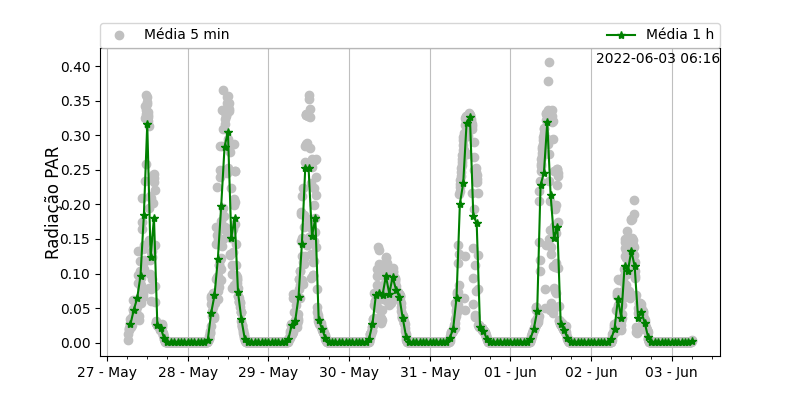 Média 5 min
Média 1 h
2022-06-03 06:16
Radiação PAR
0.40
0.35
0.30
0.25
0.20
0.15
0.10
0.05
0.00
27 - May
28 - May
29 - May
30 - May
31 - May
01 - Jun
02 - Jun
03 - Jun